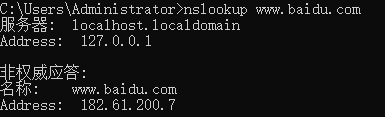 C:\Users\Administrator>nslookup www.baidu.com
服务器:  localhost.localdomain
Address:  127.0.0.1

非权威应答:
名称:    www.baidu.com
Address:  182.61.200.7